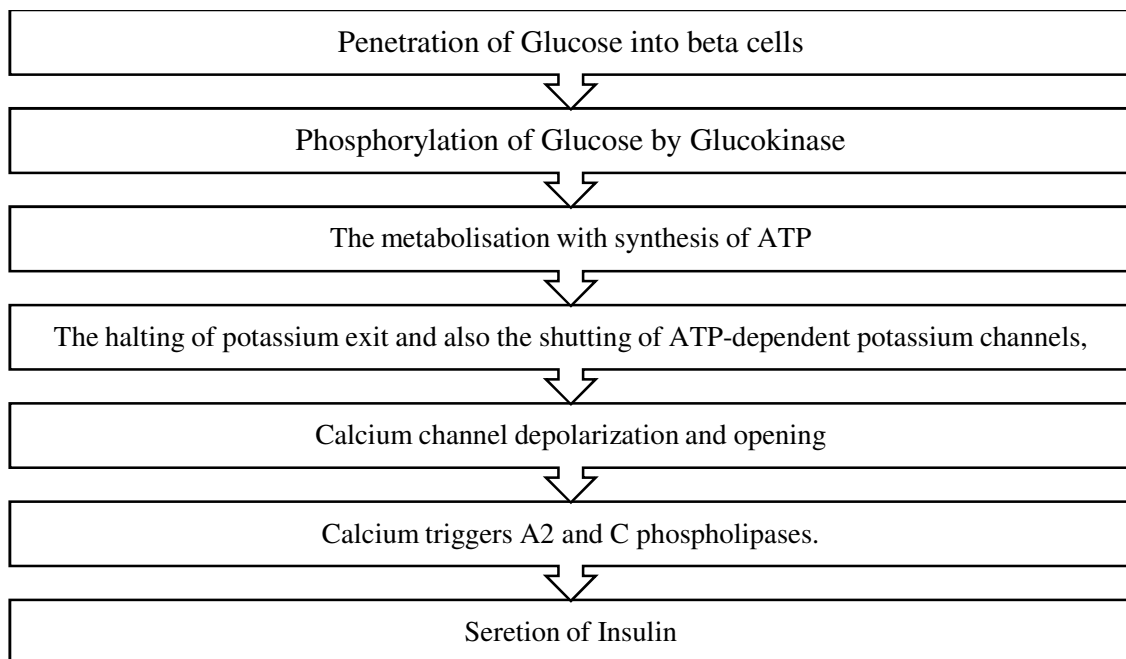 Penetration of Glucose into beta cells
Phosphorylation of Glucose by Glucokinase
The metabolisation with synthesis of ATP
The halting of potassium exit and also the shutting of ATP-dependent potassium channels,
Calcium channel depolarization and opening
Calcium triggers A2 and C phospholipases.
Seretion of Insulin